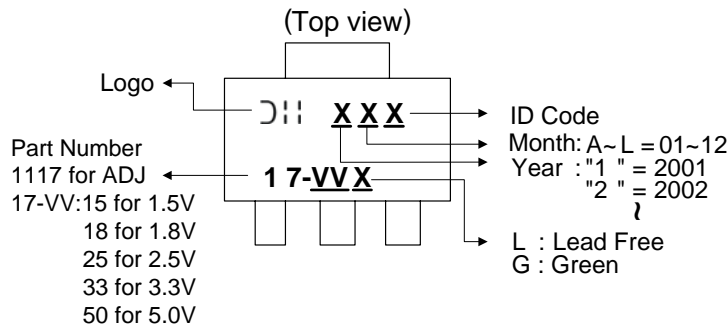 (Top view)
Logo
X X X
ID Code
Month: A~L = 01~12
Year : "1 " = 2001
"2 " = 2002
~
Part Number
1117 for ADJ
17-VV:15 for 1.5V
18 for 1.8V
25 for 2.5V
33 for 3.3V
50 for 5.0V
1 7-VV X
L : Lead Free
G : Green